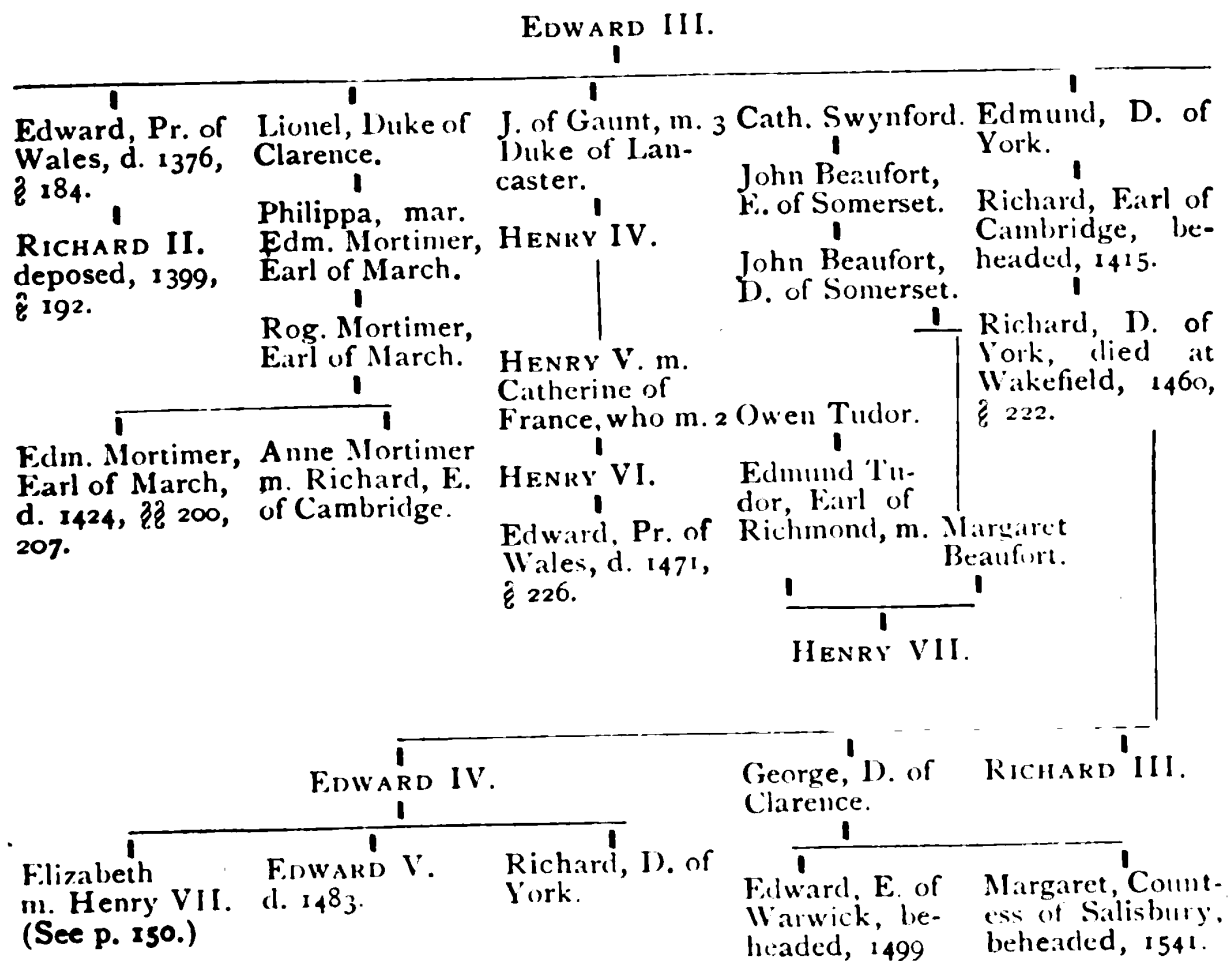 EDWARD III.
Edward, Pr. of
Wales, d. 1376,
§ 184.
RICHARD II.
deposed, 1399,
§ 192.
Lionel, Duke of
Clarence.
Philippa, mar.
Edm. Mortimer,
Earl of March.
Rog. Mortimer,
Earl of March.
Edm. Mortimer,
Earl of March,
d. 1424, §§ 200,
207.
Anne Mortimer
m. Richard, E.
of Cambridge.
J. of Gaunt, m. 3 Cath. Swynford.
Duke of Lan-
caster.
HENRY IV.
HENRY V. m.
Catherine of
France, who m. 2 Owen Tudor.
HENRY VI.
Edward, Pr. of
Wales, d. 1471,
§ 226.
John Beaufort,
E. of Somerset.
John Beaufort,
D. of Somerset.
Edmund Tu-
dor, Earl of
Richmond, m. Margaret
Beaufort.
HENRY VII.
Edmund, D. of
York.
Richard, Earl of
Cambridge, be-
headed, 1415.
Richard, D. of
York, died at
Wakefield, 1460,
§ 222.
EDWARD IV.
George, D. of
Clarence.
RICHARD III.
Elizabeth
m. Henry VII.
(See p. 150.)
EDWARD V.
d. 1483.
Richard, D. of
York.
Edward, E. of
Warwick, be-
headed, 1499
Margaret, Count-
ess of Salisbury,
beheaded, 1541.